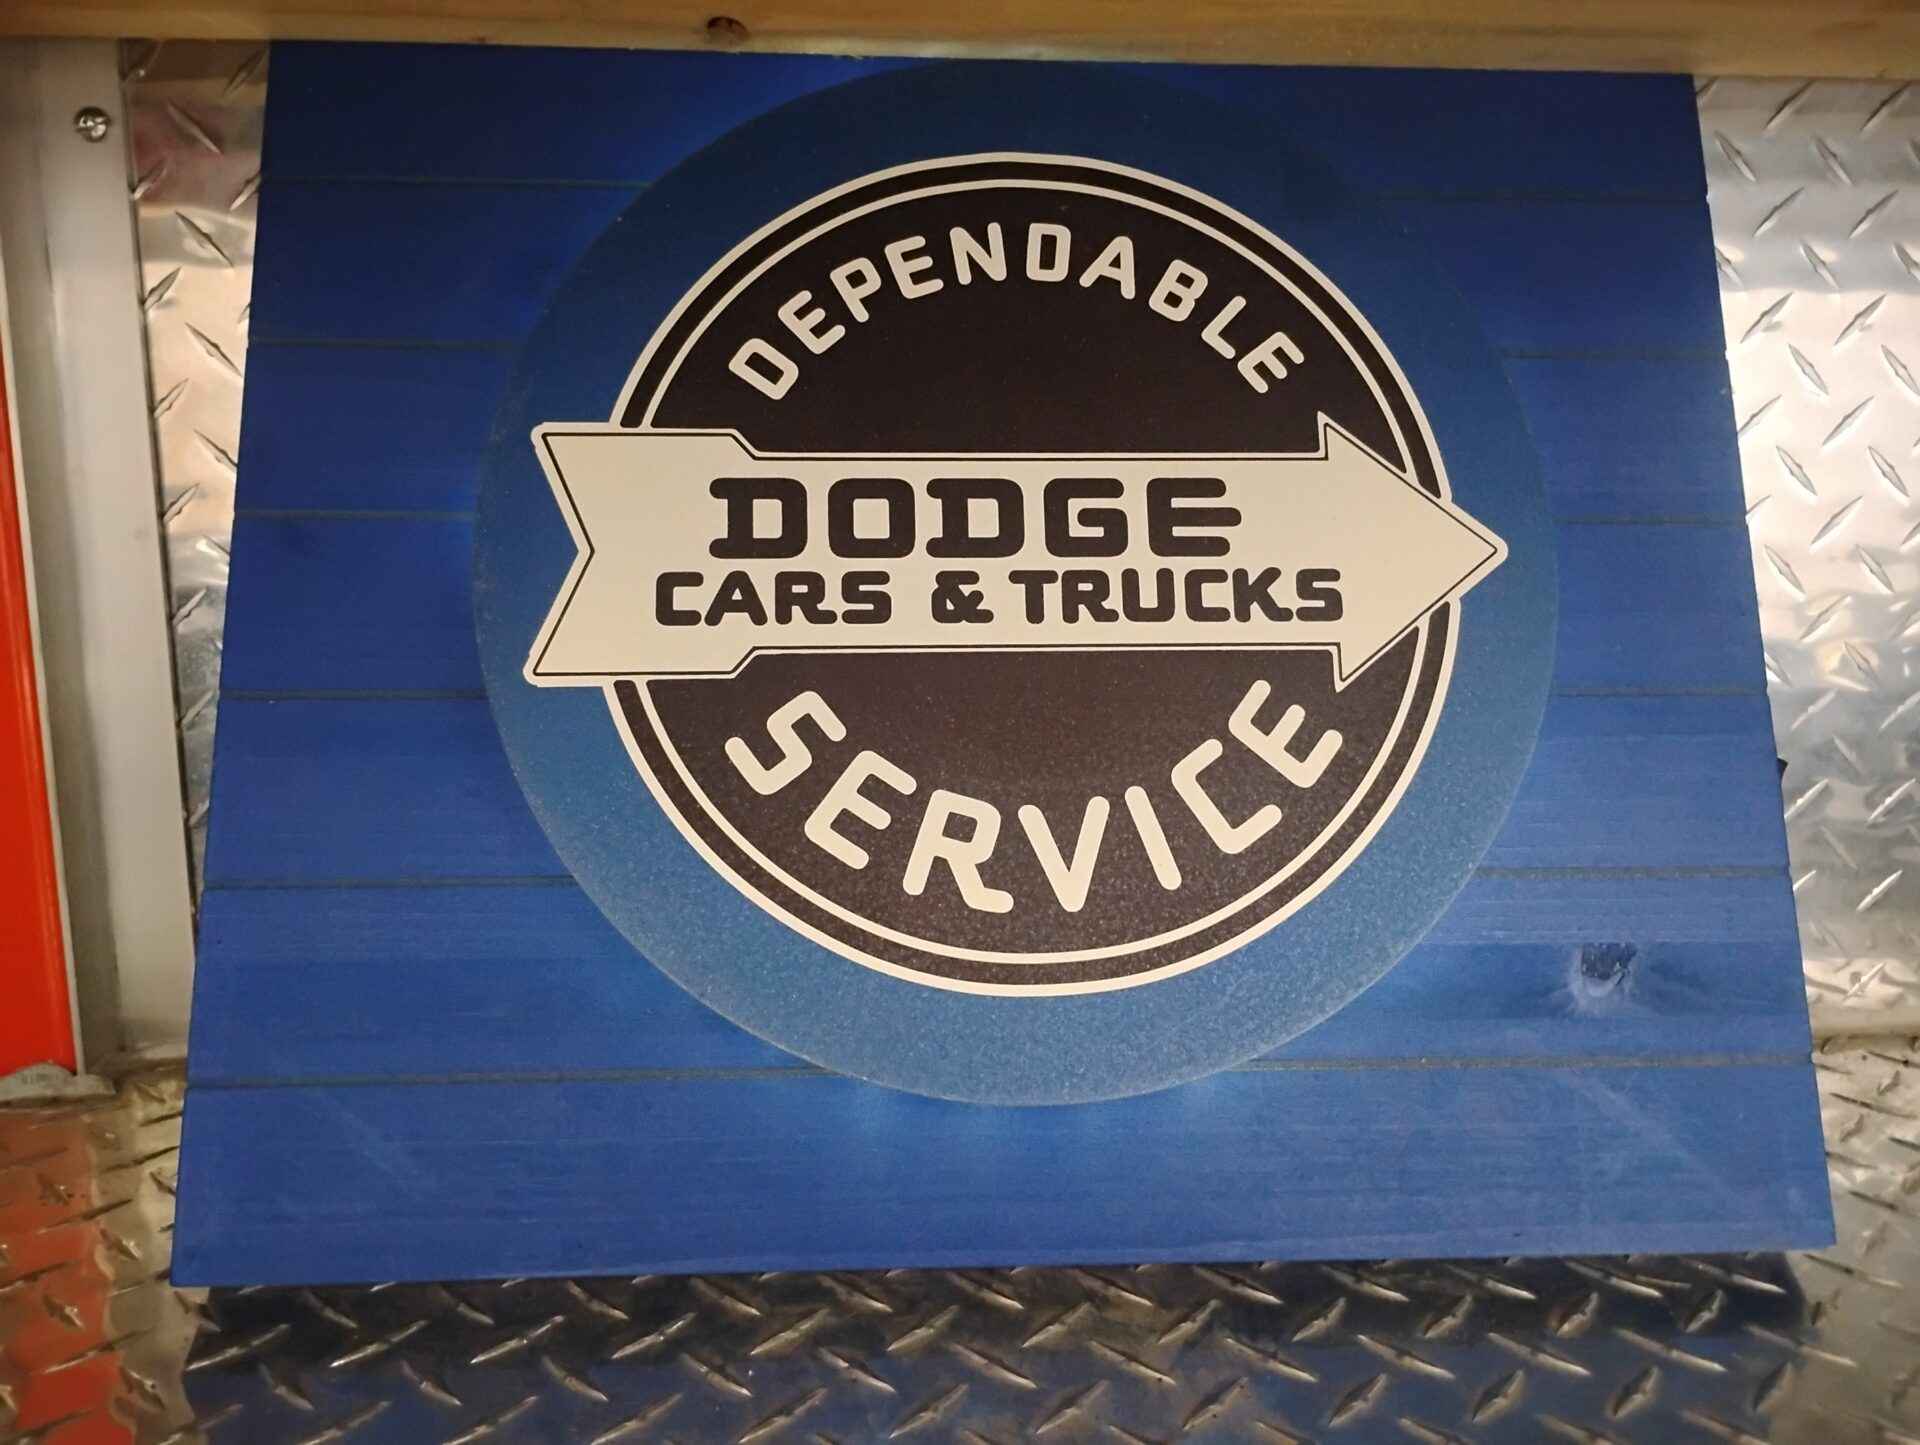 DEPENDABLE
DODGE
CARS & TRUCKS
SERVICE